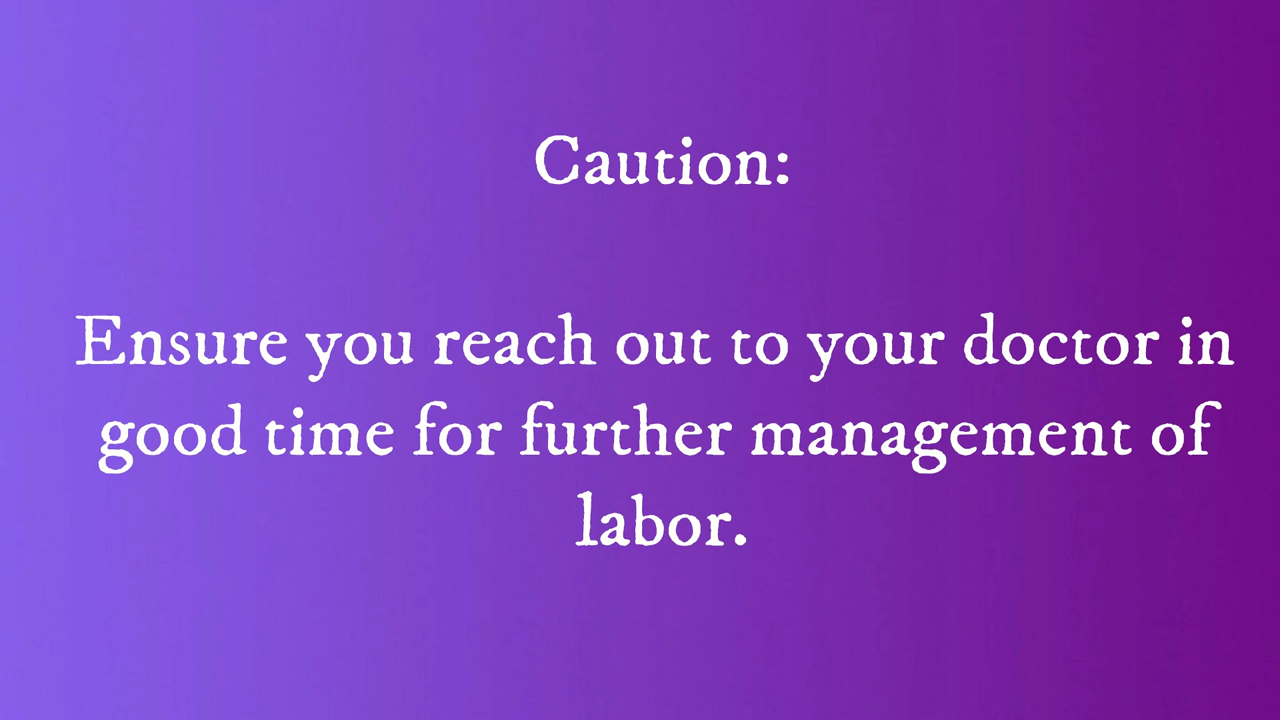 Caution:
Ensure you reach out to your doctor in
good time for further management of
labor.